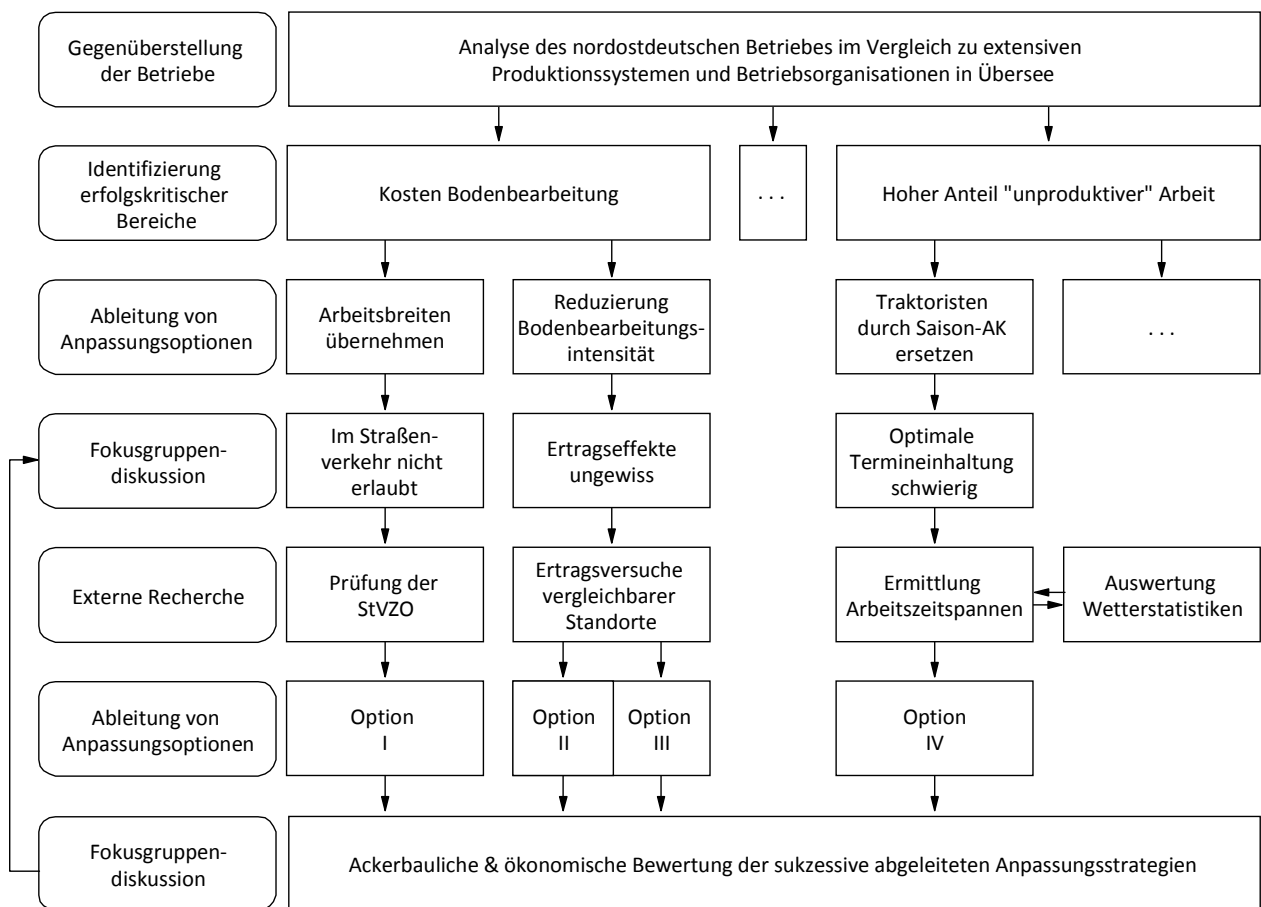 Gegenüberstellung
der Betriebe
Analyse des nordostdeutschen Betriebes im Vergleich zu extensiven
Produktionssystemen und Betriebsorganisationen in Übersee
Identifizierung
erfolgskritischer
Bereiche
Kosten Bodenbearbeitung
. . .
Hoher Anteil "unproduktiver" Arbeit
Ableitung von
Anpassungsoptionen
Arbeitsbreiten
übernehmen
Reduzierung
Bodenbearbeitungs-
intensität
Traktoristen
durch Saison-AK
ersetzen
. . .
Fokusgruppen-
diskussion
Im Straßen-
verkehr nicht
erlaubt
Ertragseffekte
ungewiss
Optimale
Termineinhaltung
schwierig
Externe Recherche
Prüfung der
StVZO
Ertragsversuche
vergleichbarer
Standorte
Ermittlung
Arbeitszeitspannen
Auswertung
Wetterstatistiken
Ableitung von
Anpassungsoptionen
Option
I
Option
II
Option
III
Option
IV
Fokusgruppen-
diskussion
Ackerbauliche & ökonomische Bewertung der sukzessive abgeleiteten Anpassungsstrategien